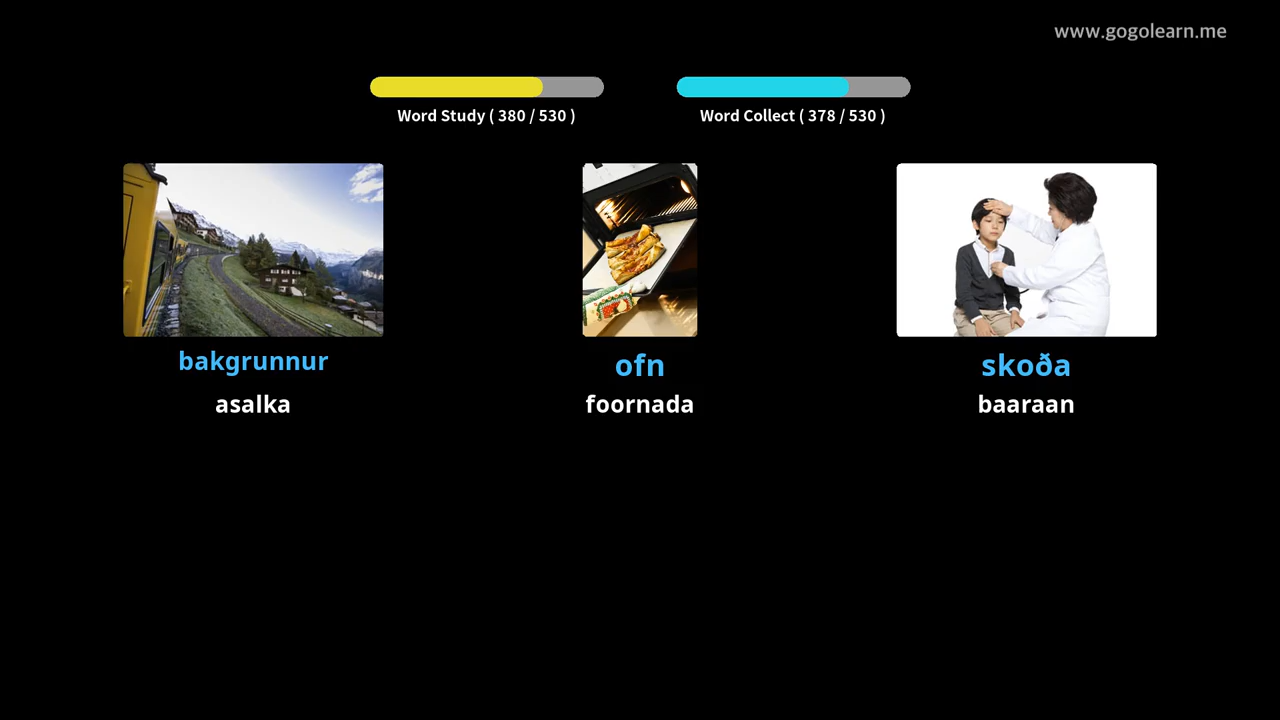 www.gogolearn.me
Word Study ( 380 / 530 )
Word Collect ( 378 / 530 )
bakgrunnur
asalka
ofn
foornada
skoða
baaraan